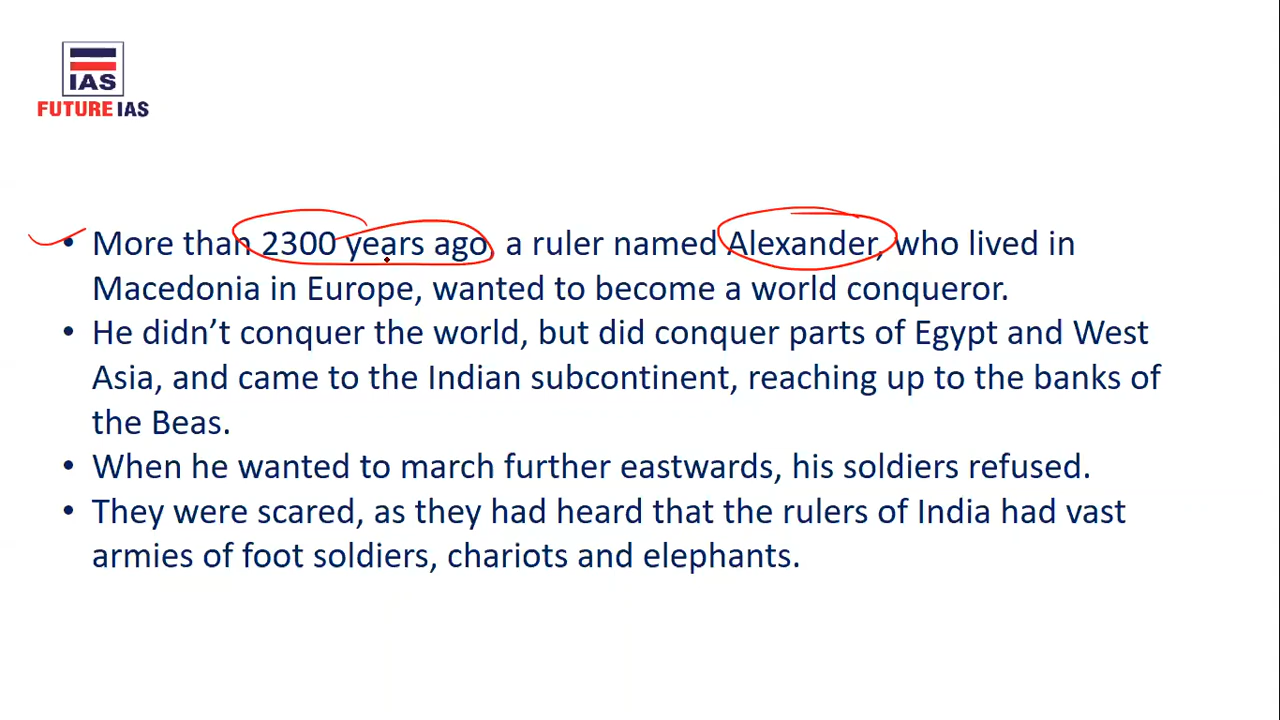 IAS
FUTURE IAS
• More than 2300 years ago, a ruler named Alexander, who lived in
Macedonia in Europe, wanted to become a world conqueror.
• He didn’t conquer the world, but did conquer parts of Egypt and West
Asia, and came to the Indian subcontinent, reaching up to the banks of
the Beas.
• When he wanted to march further eastwards, his soldiers refused.
• They were scared, as they had heard that the rulers of India had vast
armies of foot soldiers, chariots and elephants.